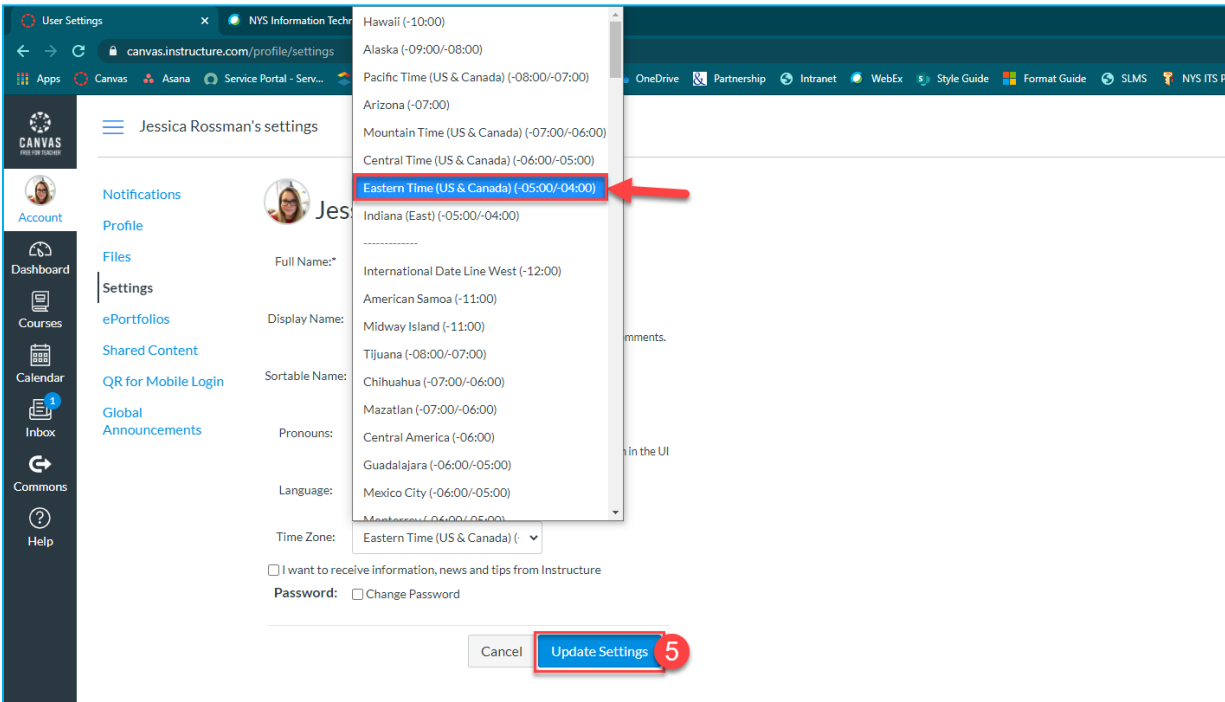 User Settings
NYS Information Techr
canvas.instructure.com/profile/settings
Apps Canvas Asana Service Portal - Serv... OneDrive Partnership Intranet WebEx Style Guide Format Guide SLMS NYS ITS P
CANVAS
FREE FOR TEACHER
Account
Dashboard
Courses
Calendar
1
Inbox
Commons
Help
Jessica Rossman's settings
Notifications
Profile
Files
Settings
ePortfolios
Shared Content
QR for Mobile Login
Global
Announcements
Jes
Full Name:*
Display Name:
mments.
Sortable Name:
Pronouns:
in the UI
Language:
Hawaii (-10:00)
Alaska (-09:00/-08:00)
Pacific Time (US & Canada) (-08:00/-07:00)
Arizona (-07:00)
Mountain Time (US & Canada) (-07:00/-06:00)
Central Time (US & Canada) (-06:00/-05:00)
Eastern Time (US & Canada) (-05:00/-04:00)
Indiana (East) (-05:00/-04:00)
-------------
International Date Line West (-12:00)
American Samoa (-11:00)
Midway Island (-11:00)
Tijuana (-08:00/-07:00)
Chihuahua (-07:00/-06:00)
Mazatlan (-07:00/-06:00)
Central America (-06:00)
Guadalajara (-06:00/-05:00)
Mexico City (-06:00/-05:00)
Monterrey (-06:00/-05:00)
Time Zone: Eastern Time (US & Canada) (-
I want to receive information, news and tips from Instructure
Password: Change Password
Cancel Update Settings 5